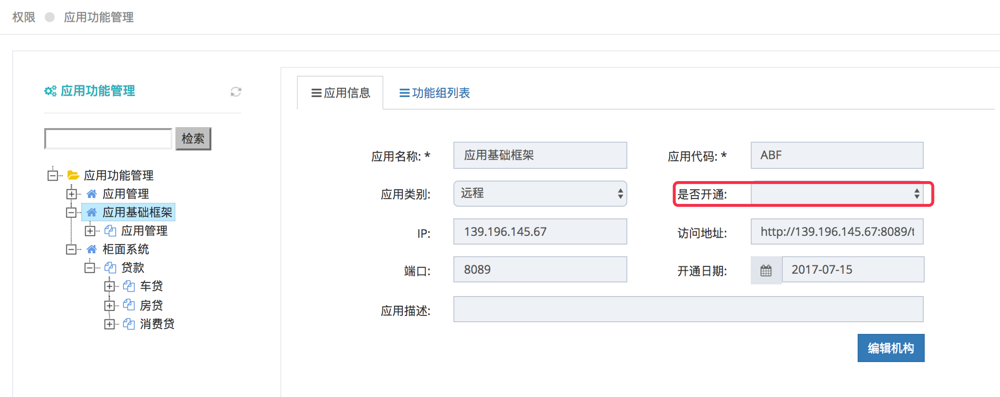 权限 应用功能管理
应用功能管理
检索
应用功能管理
应用管理
应用基础框架
应用管理
柜面系统
贷款
车贷
房贷
消费贷
应用信息 功能组列表
应用名称: * 应用基础框架 应用代码: * ABF
应用类别: 远程 是否开通:
IP: 139.196.145.67 访问地址: http://139.196.145.67:8089/t
端口: 8089 开通日期: 2017-07-15
应用描述:
编辑机构